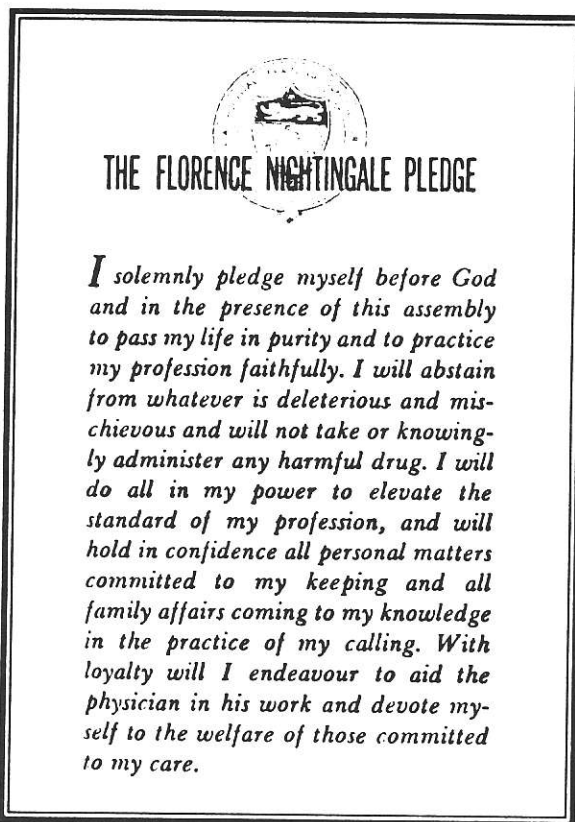 THE FLORENCE NIGHTINGALE PLEDGE
I solemnly pledge myself before God
and in the presence of this assembly
to pass my life in purity and to practice
my profession faithfully. I will abstain
from whatever is deleterious and mis-
chievous and will not take or knowing-
ly administer any harmful drug. I will
do all in my power to elevate the
standard of my profession, and will
hold in confidence all personal matters
committed to my keeping and all
family affairs coming to my knowledge
in the practice of my calling. With
loyalty will I endeavour to aid the
physician in his work and devote my-
self to the welfare of those committed
to my care.